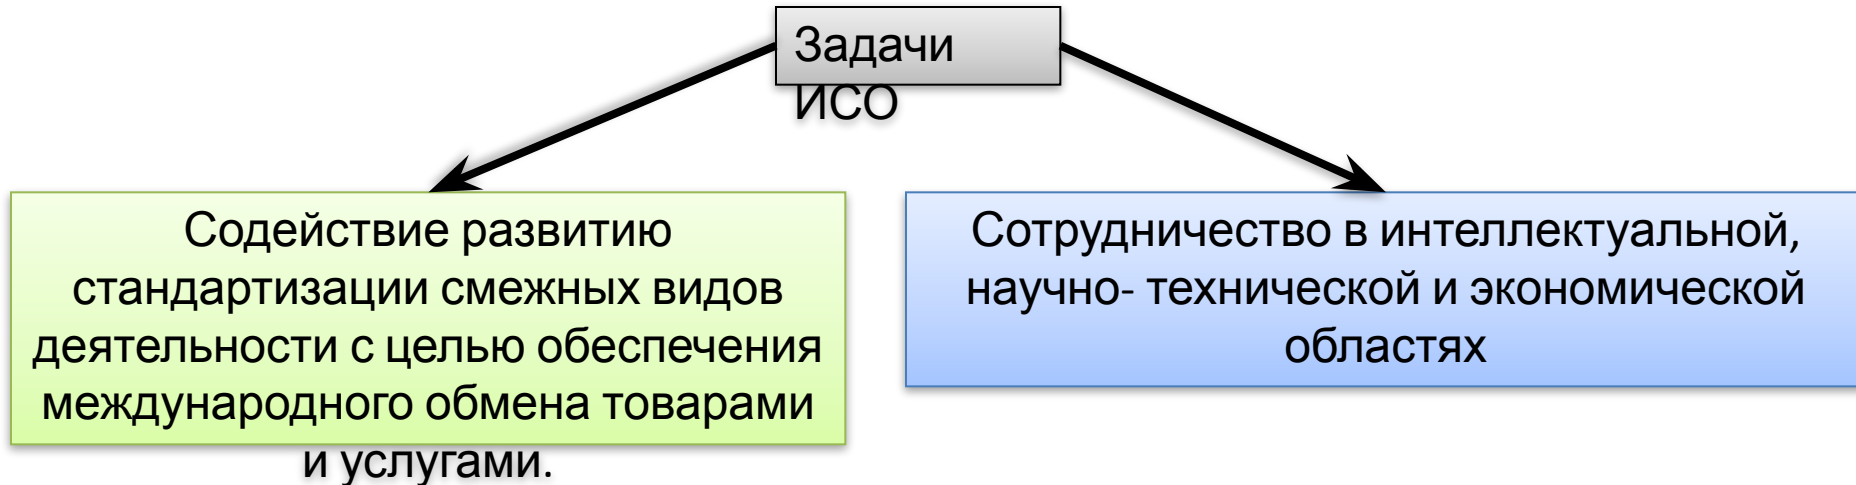 Задачи
ИСО
Содействие развитию
стандартизации смежных видов
деятельности с целью обеспечения
международного обмена товарами
и услугами.
Сотрудничество в интеллектуальной,
научно- технической и экономической
областях